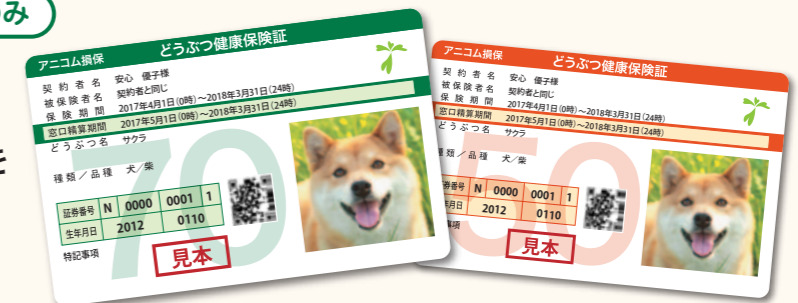 み
を
アニコム損保 どうぶつ健康保険証
契約者名 安心 優子様
被保険者名 契約者と同じ
保険期間 2017年4月1日(0時)～2018年3月31日(24時)
窓口精算期間 2017年5月1日(0時)～2018年3月31日(24時)
どうぶつ名 サクラ
種類／品種 犬／柴
70
証券番号 N 0000 0001 1
生年月日 2012 0110
特記事項
見本
アニコム損保 どうぶつ健康保険証
契約者名 安心 優子様
被保険者名 契約者と同じ
保険期間 2017年4月1日(0時)～2018年3月31日(24時)
窓口精算期間 2017年5月1日(0時)～2018年3月31日(24時)
どうぶつ名 サクラ
種類／品種 犬／柴
50
券番号 N 0000 0001 1
年月日 2012 0110
事項
見本